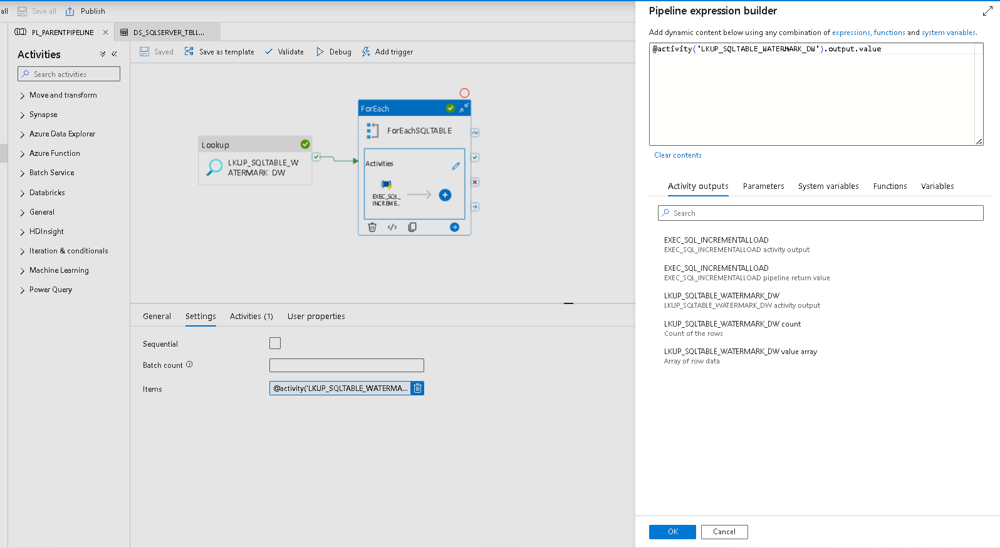 all
Save all
Publish
PL_PARENTPIPELINE
DS_SQLSERVER_TBLL...
Activities
Search activities
Move and transform
Synapse
Azure Data Explorer
Azure Function
Batch Service
Databricks
General
HDInsight
Iteration & conditionals
Machine Learning
Power Query
Saved
Save as template
Validate
Debug
Add trigger
Lookup
LKUP_SQLTABLE_W
ATERMARK_DW
ForEach
ForEachSQLTABLE
Activities
EXEC_SQL_
INCREME...
General
Settings
Activities (1)
User properties
Sequential
Batch count
Items
@activity('LKUP_SQLTABLE_WATERMA...
Pipeline expression builder
Add dynamic content below using any combination of expressions, functions and system variables.
@activity('LKUP_SQLTABLE_WATERMARK_DW').output.value
Clear contents
Activity outputs
Parameters
System variables
Functions
Variables
Search
EXEC_SQL_INCREMENTALLOAD
EXEC_SQL_INCREMENTALLOAD activity output
EXEC_SQL_INCREMENTALLOAD
EXEC_SQL_INCREMENTALLOAD pipeline return value
LKUP_SQLTABLE_WATERMARK_DW
LKUP_SQLTABLE_WATERMARK_DW activity output
LKUP_SQLTABLE_WATERMARK_DW count
Count of the rows
LKUP_SQLTABLE_WATERMARK_DW value array
Array of row data
OK
Cancel